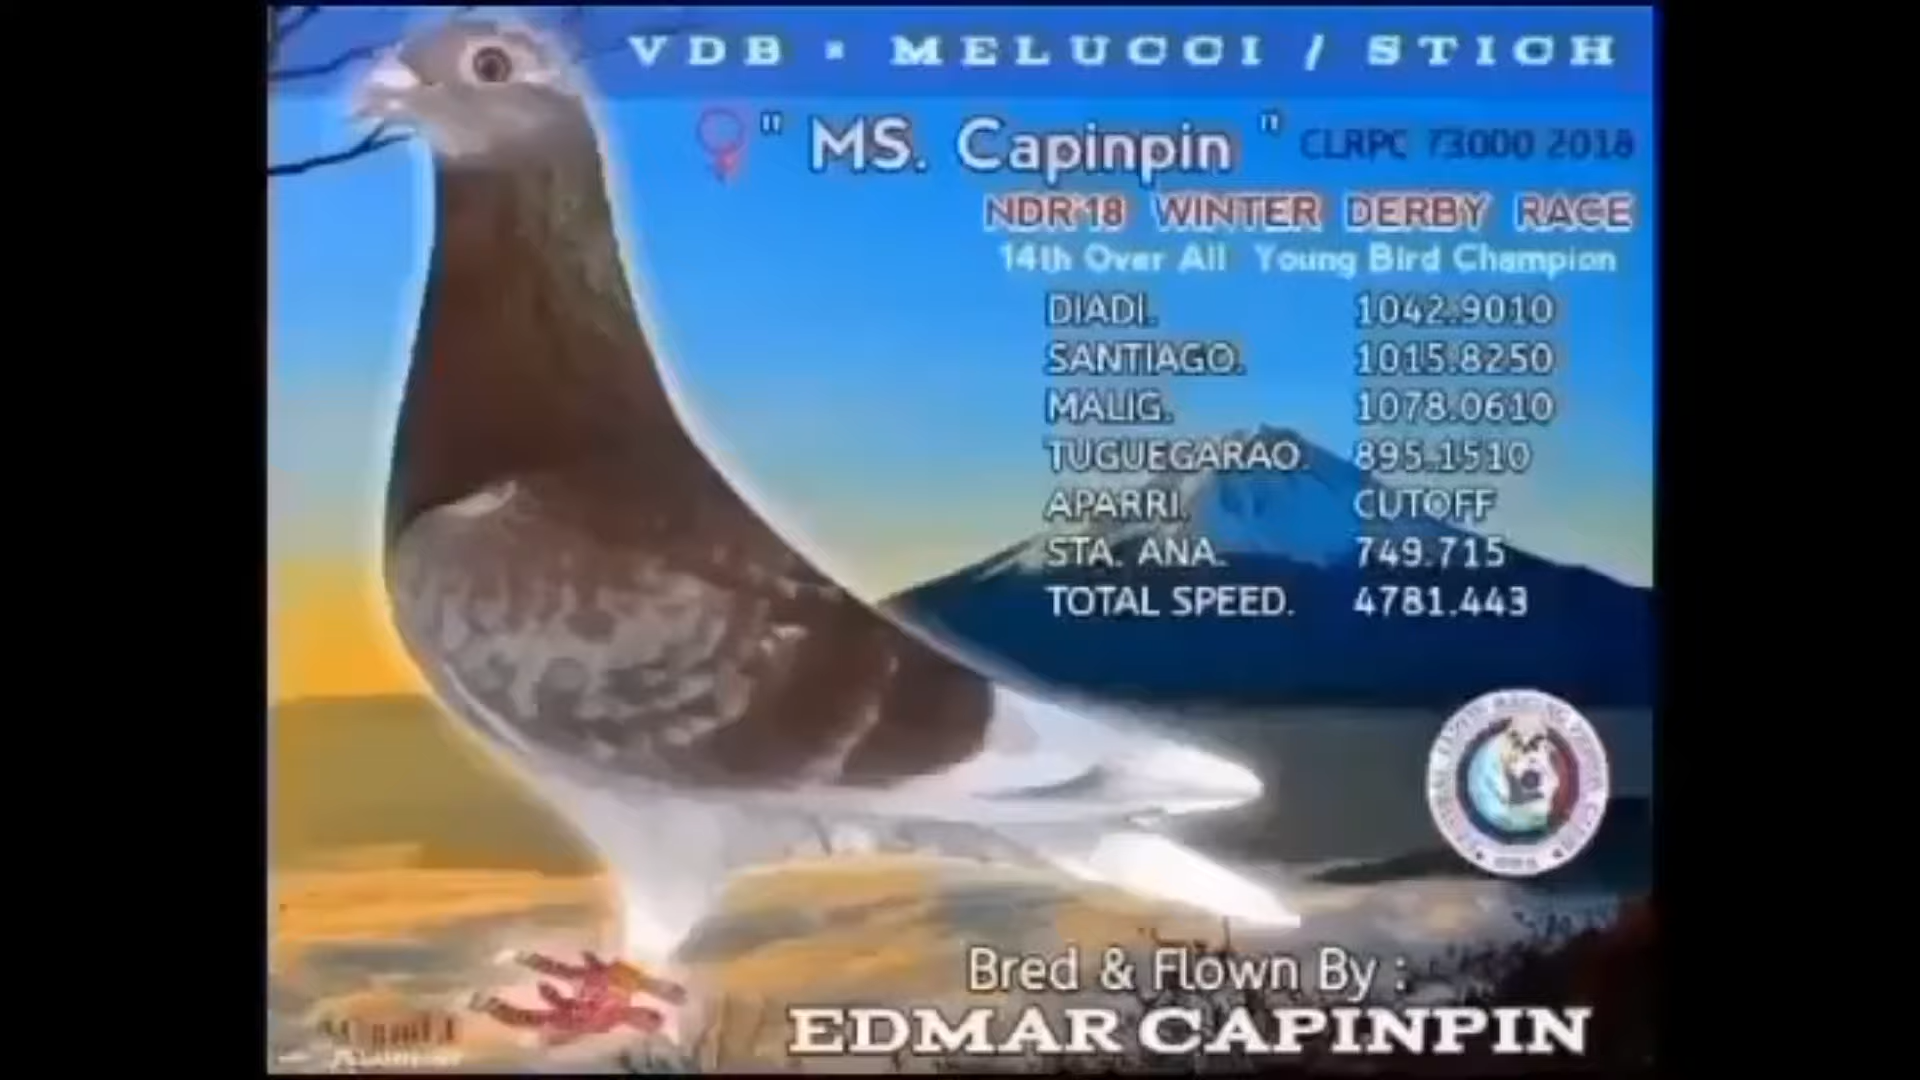 VDB - MELUCCI / STICH
" MS. Capinpin " CLRPC 73000 2018
NDR'18 WINTER DERBY RACE
14th Over All Young Bird Champion
DIADI. 1042.9010
SANTIAGO. 1015.8250
MALIG. 1078.0610
TUGUEGARAO. 895.1510
APARRI. CUTOFF
STA. ANA. 749.715
TOTAL SPEED. 4781.443
Bred & Flown By :
EDMAR CAPINPIN